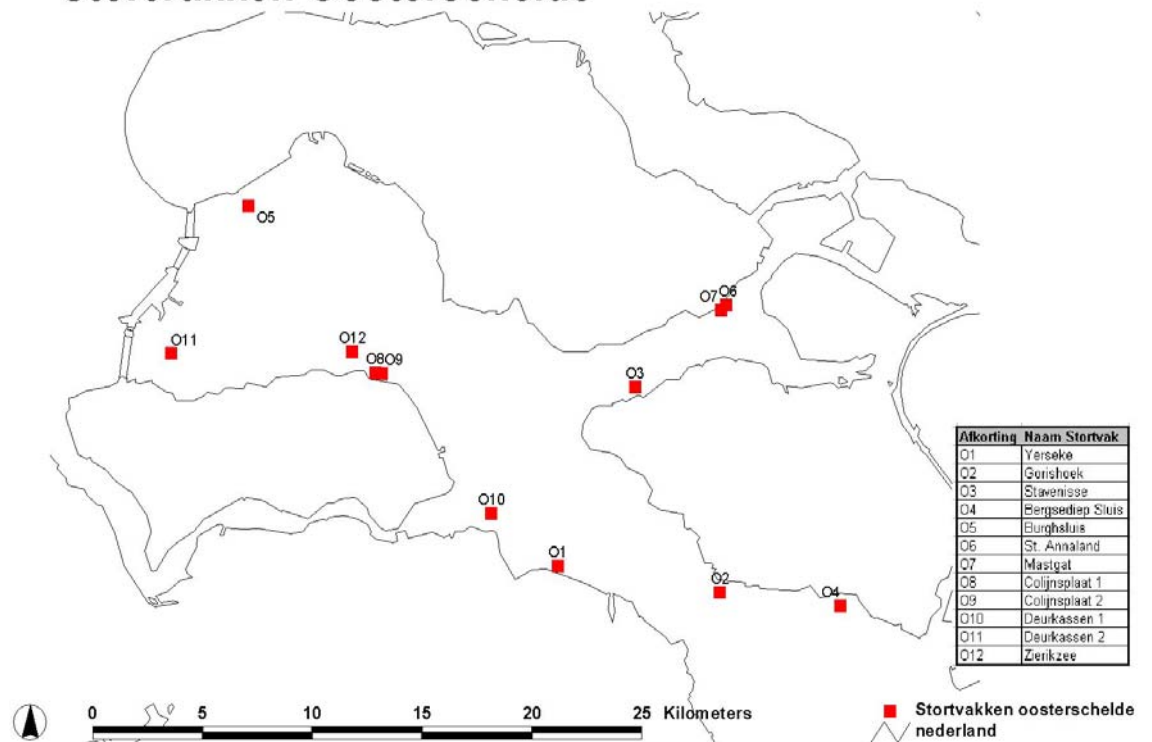 O5
O7 O6
O11
O12
O8 O9
O3
O10
O1
O2
O4
Afkorting Naam Stortvak
O1 Yerseke
O2 Gorishoek
O3 Stavenisse
O4 Bergsediep Sluis
O5 Burghsluis
O6 St. Annaland
O7 Mastgat
O8 Colijnsplaat 1
O9 Colijnsplaat 2
O10 Deurkassen 1
O11 Deurkassen 2
O12 Zierikzee
0 5 10 15 20 25 Kilometers
Stortvakken oosterschelde
nederland